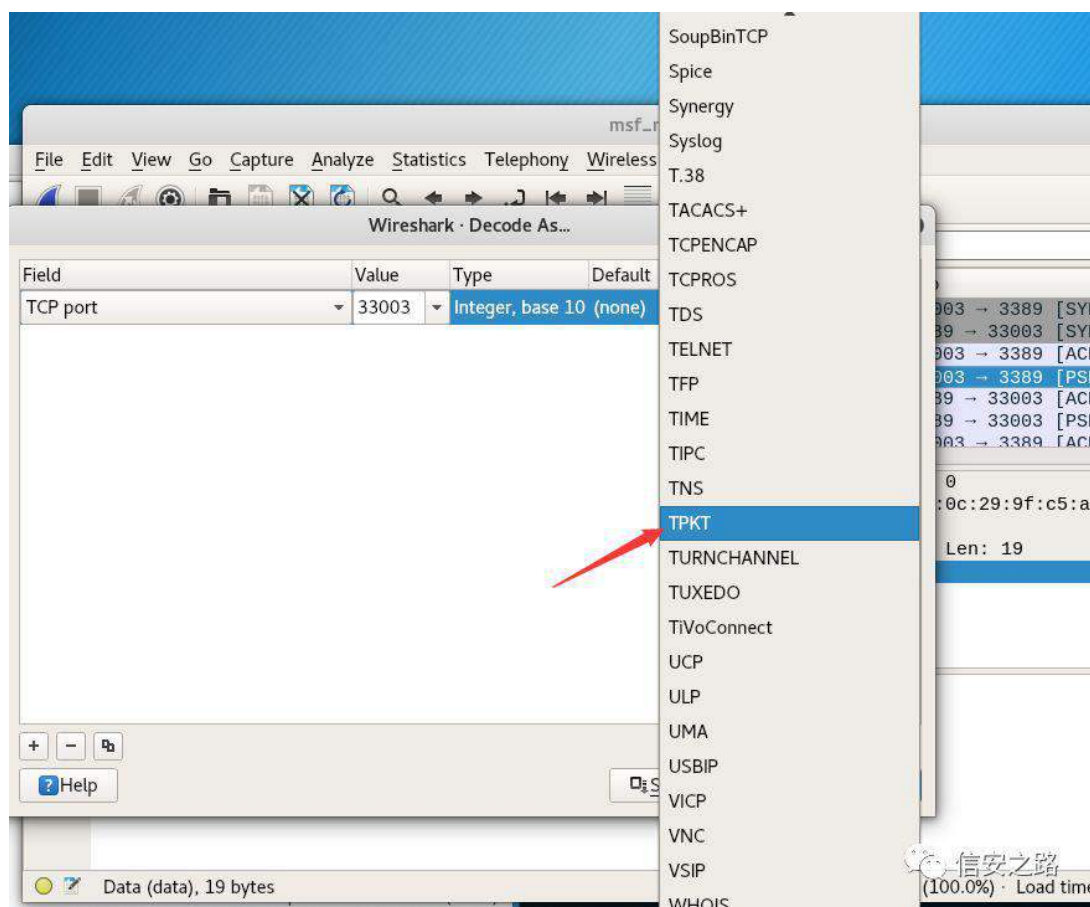 SoupBinTCP
Spice
Synergy
Syslog
T.38
TACACS+
TCPENCAP
TCPROS
TDS
TELNET
TFP
TIME
TIPC
TNS
TPKT
TURNCHANNEL
TUXEDO
TiVoConnect
UCP
ULP
UMA
USBIP
VICP
VNC
VSIP
WHOIS
msf_r
File Edit View Go Capture Analyze Statistics Telephony Wireless
Wireshark · Decode As...
Field Value Type Default
TCP port 33003 Integer, base 10 (none)
Help
S
003 → 3389 [SY
89 → 33003 [SY
003 → 3389 [AC
003 → 3389 [PS
89 → 33003 [AC
89 → 33003 [PS
003 → 3389 [AC
0
:0c:29:9f:c5:a
Len: 19
Data (data), 19 bytes
(100.0%) · Load time
信安之路